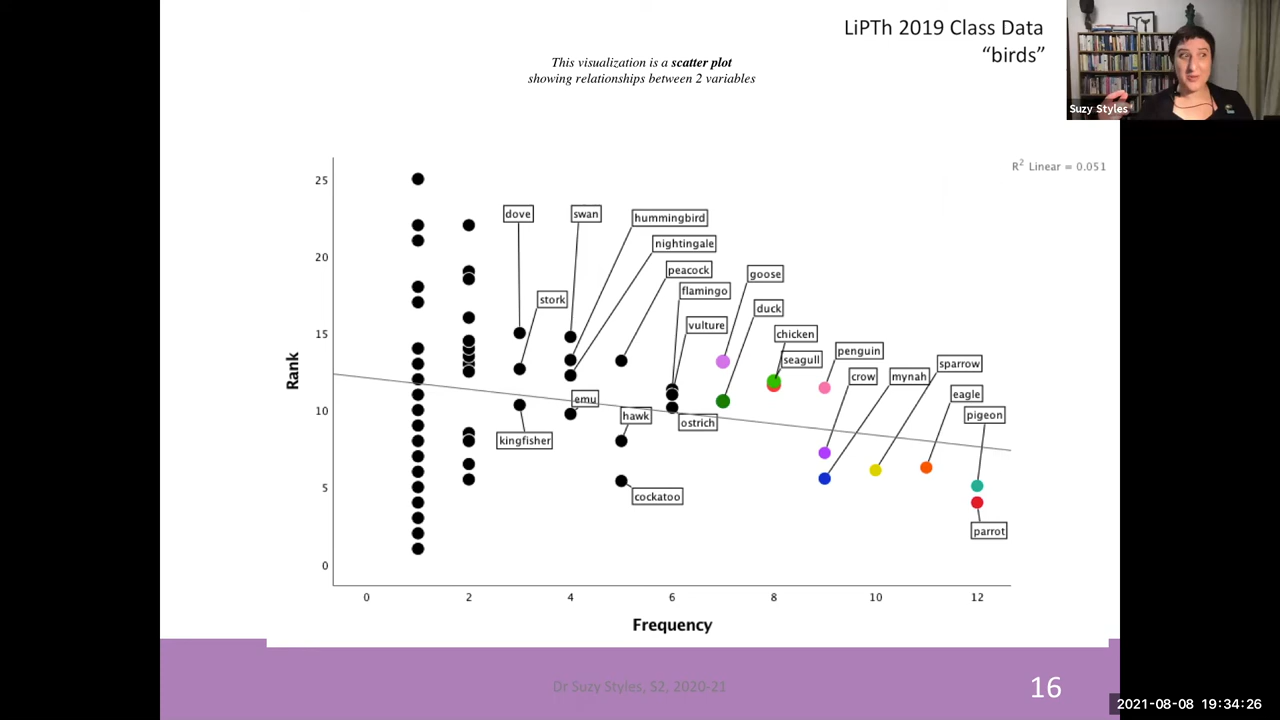 LiPTh 2019 Class Data
“birds”
This visualization is a scatter plot
showing relationships between 2 variables
Suzy Styles
R² Linear = 0.051
Rank
25
20
15
10
5
0
dove
swan
hummingbird
nightingale
peacock
flamingo
vulture
stork
goose
duck
chicken
seagull
penguin
crow
mynah
sparrow
eagle
pigeon
emu
hawk
ostrich
kingfisher
cockatoo
parrot
0
2
4
6
8
10
12
Frequency
Dr Suzy Styles, S2, 2020-21
16
2021-08-08 19:34:26